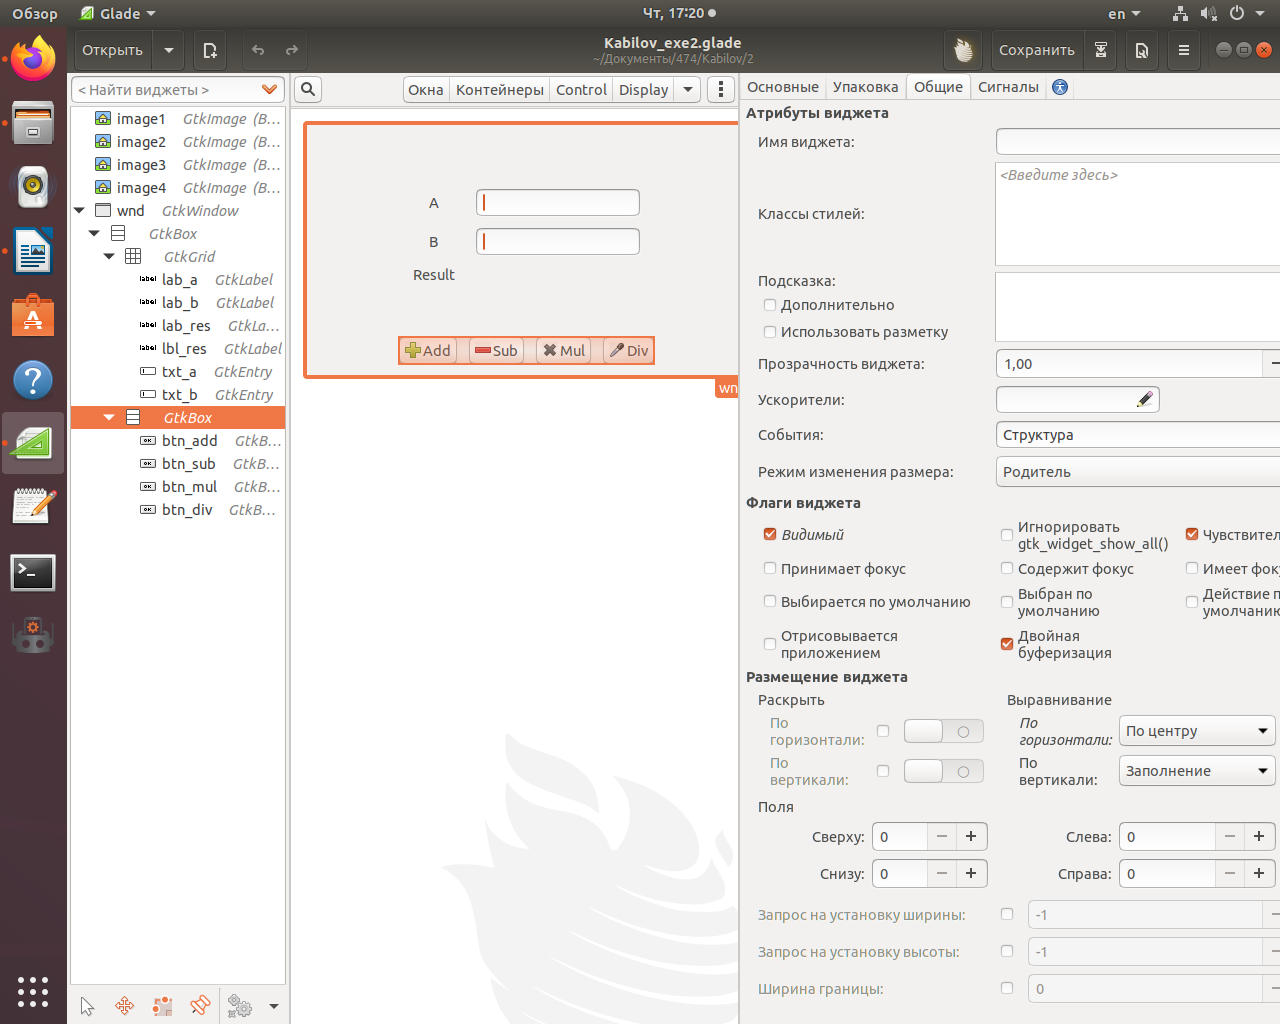 Обзор
Glade
Чт, 17:20
en
Открыть
Kabilov_exe2.glade
~/Документы/474/Kabilov/2
Сохранить
< Найти виджеты >
image1 GtkImage (B...
image2 GtkImage (B...
image3 GtkImage (B...
image4 GtkImage (B...
wnd GtkWindow
GtkBox
GtkGrid
lab_a GtkLabel
lab_b GtkLabel
lab_res GtkLa...
lbl_res GtkLabel
txt_a GtkEntry
txt_b GtkEntry
GtkBox
btn_add GtkB...
btn_sub GtkB...
btn_mul GtkB...
btn_div GtkB...
Окна
Контейнеры
Control
Display
A
B
Result
Add
Sub
Mul
Div
wn
Основные
Упаковка
Общие
Сигналы
Атрибуты виджета
Имя виджета:
Классы стилей:
<Введите здесь>
Подсказка:
Дополнительно
Использовать разметку
Прозрачность виджета:
1,00
Ускорители:
События:
Структура
Режим изменения размера:
Родитель
Флаги виджета
Видимый
Игнорировать
gtk_widget_show_all()
Чувствител
Принимает фокус
Содержит фокус
Имеет фоку
Выбирается по умолчанию
Выбран по
умолчанию
Действие п
умолчанию
Отрисовывается
приложением
Двойная
буферизация
Размещение виджета
Раскрыть
Выравнивание
По
горизонтали:
По
горизонтали:
По центру
По
вертикали:
По
вертикали:
Заполнение
Поля
Сверху:
0
Слева:
0
Снизу:
0
Справа:
0
Запрос на установку ширины:
-1
Запрос на установку высоты:
-1
Ширина границы:
0